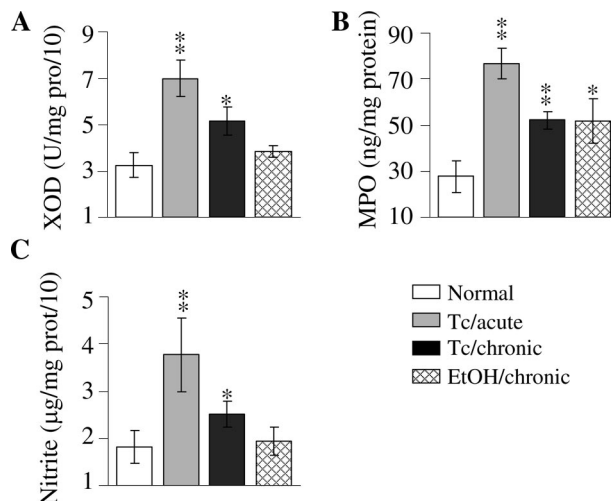 A
XOD (U/mg pro/10)
9
7
5
3
1
**
*
B
MPO (ng/mg protein)
90
70
50
30
10
**
**
*
C
Nitrite (µg/mg prot/10)
5
4
3
2
1
**
*
Normal
Tc/acute
Tc/chronic
EtOH/chronic